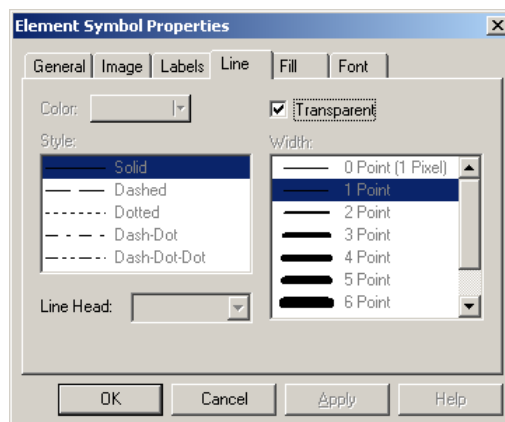 Element Symbol Properties
General Image Labels Line Fill Font
Color:
Transparent
Style:
Solid
Dashed
Dotted
Dash-Dot
Dash-Dot-Dot
Width:
0 Point (1 Pixel)
1 Point
2 Point
3 Point
4 Point
5 Point
6 Point
Line Head:
OK Cancel Apply Help